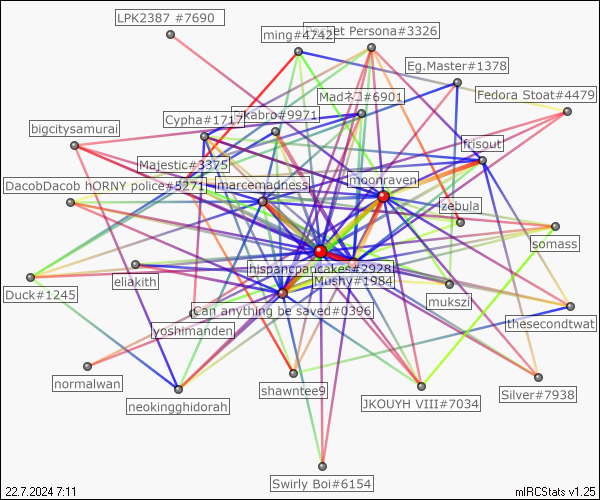 LPK2387 #7690
ming#4742
Persona#3326
Eg.Master#1378
Madネコ#6901
Fedora Stoat#4479
Cypha#1717
kabro#9971
bigcitysamurai
frisout
Majestic#3375
moonraven
DacobDacob hORNY police#5271
marcemadness
zebula
somass
hispancpancakes#2928
eliakith
Mushy#1984
Duck#1245
mukszi
Can anything be saved#0396
thesecondtwat
yoshimanden
normalwan
shawntee9
Silver#7938
neokingghidorah
JKOUYH VIII#7034
Swirly Boi#6154
22.7.2024 7:11
mIRCStats v1.25